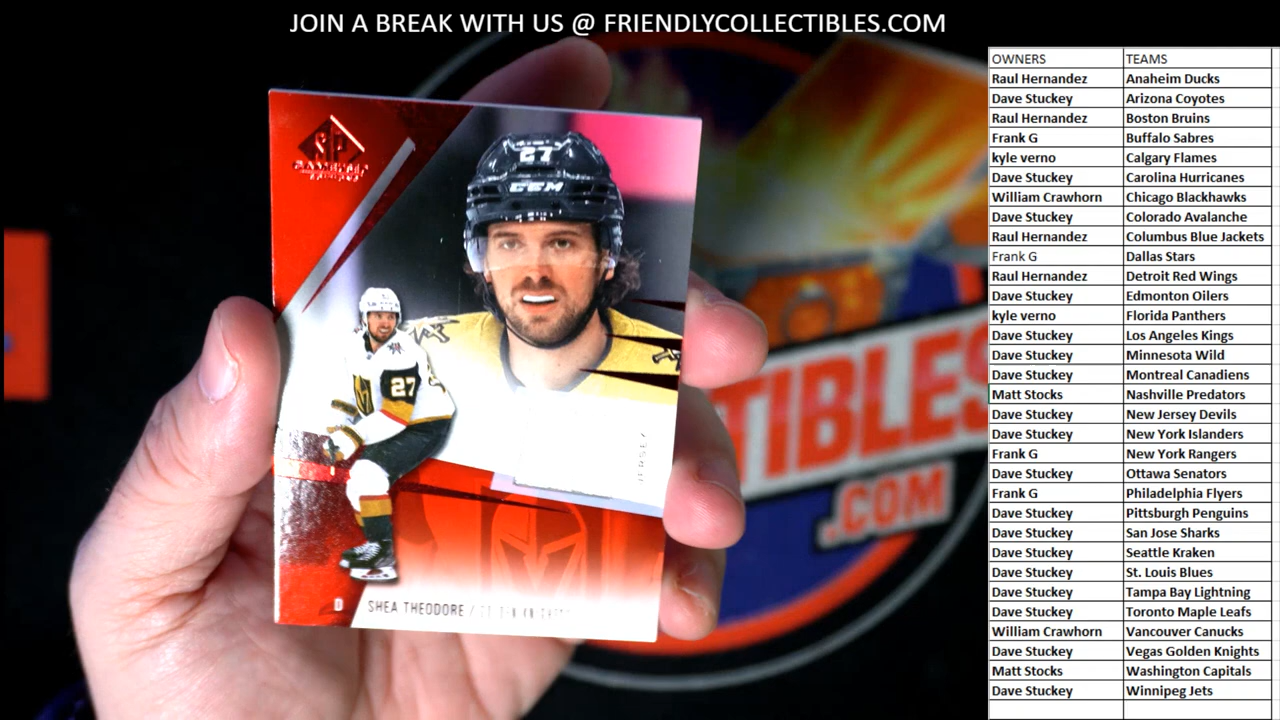 JOIN A BREAK WITH US @ FRIENDLYCOLLECTIBLES.COM
OWNERS TEAMS
Raul Hernandez Anaheim Ducks
Dave Stuckey Arizona Coyotes
Raul Hernandez Boston Bruins
Frank G Buffalo Sabres
kyle verno Calgary Flames
Dave Stuckey Carolina Hurricanes
William Crawhorn Chicago Blackhawks
Dave Stuckey Colorado Avalanche
Raul Hernandez Columbus Blue Jackets
Frank G Dallas Stars
Raul Hernandez Detroit Red Wings
Dave Stuckey Edmonton Oilers
kyle verno Florida Panthers
Dave Stuckey Los Angeles Kings
Dave Stuckey Minnesota Wild
Dave Stuckey Montreal Canadiens
Matt Stocks Nashville Predators
Dave Stuckey New Jersey Devils
Dave Stuckey New York Islanders
Frank G New York Rangers
Dave Stuckey Ottawa Senators
Frank G Philadelphia Flyers
Dave Stuckey Pittsburgh Penguins
Dave Stuckey San Jose Sharks
Dave Stuckey Seattle Kraken
Dave Stuckey St. Louis Blues
Dave Stuckey Tampa Bay Lightning
Dave Stuckey Toronto Maple Leafs
William Crawhorn Vancouver Canucks
Dave Stuckey Vegas Golden Knights
Matt Stocks Washington Capitals
Dave Stuckey Winnipeg Jets
SP
27
CCM
27
JERSEY
D SHEA THEODORE /
TIBLES
.COM